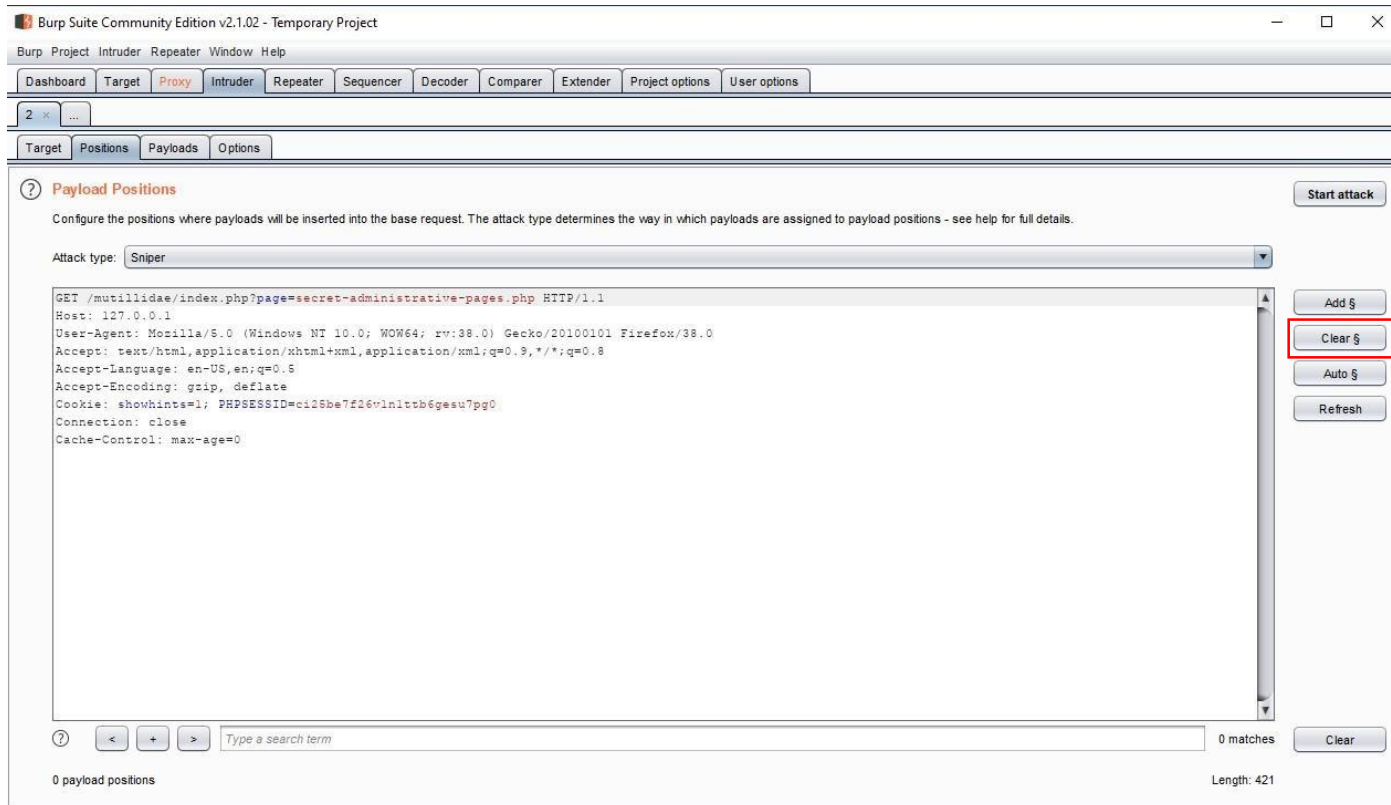 Burp Suite Community Edition v2.1.02 - Temporary Project
Burp Project Intruder Repeater Window Help
Dashboard Target Proxy Intruder Repeater Sequencer Decoder Comparer Extender Project options User options
2 × ...
Target Positions Payloads Options
? Payload Positions
Start attack
Configure the positions where payloads will be inserted into the base request. The attack type determines the way in which payloads are assigned to payload positions - see help for full details.
Attack type: Sniper
GET /mutillidae/index.php?page=secret-administrative-pages.php HTTP/1.1
Host: 127.0.0.1
User-Agent: Mozilla/5.0 (Windows NT 10.0; WOW64; rv:38.0) Gecko/20100101 Firefox/38.0
Accept: text/html,application/xhtml+xml,application/xml;q=0.9,*/*;q=0.8
Accept-Language: en-US,en;q=0.5
Accept-Encoding: gzip, deflate
Cookie: showhints=1; PHPSESSID=ci25be7f26v1n1ttb6gesu7pg0
Connection: close
Cache-Control: max-age=0
Add §
Clear §
Auto §
Refresh
? < + > Type a search term 0 matches Clear
0 payload positions Length: 421